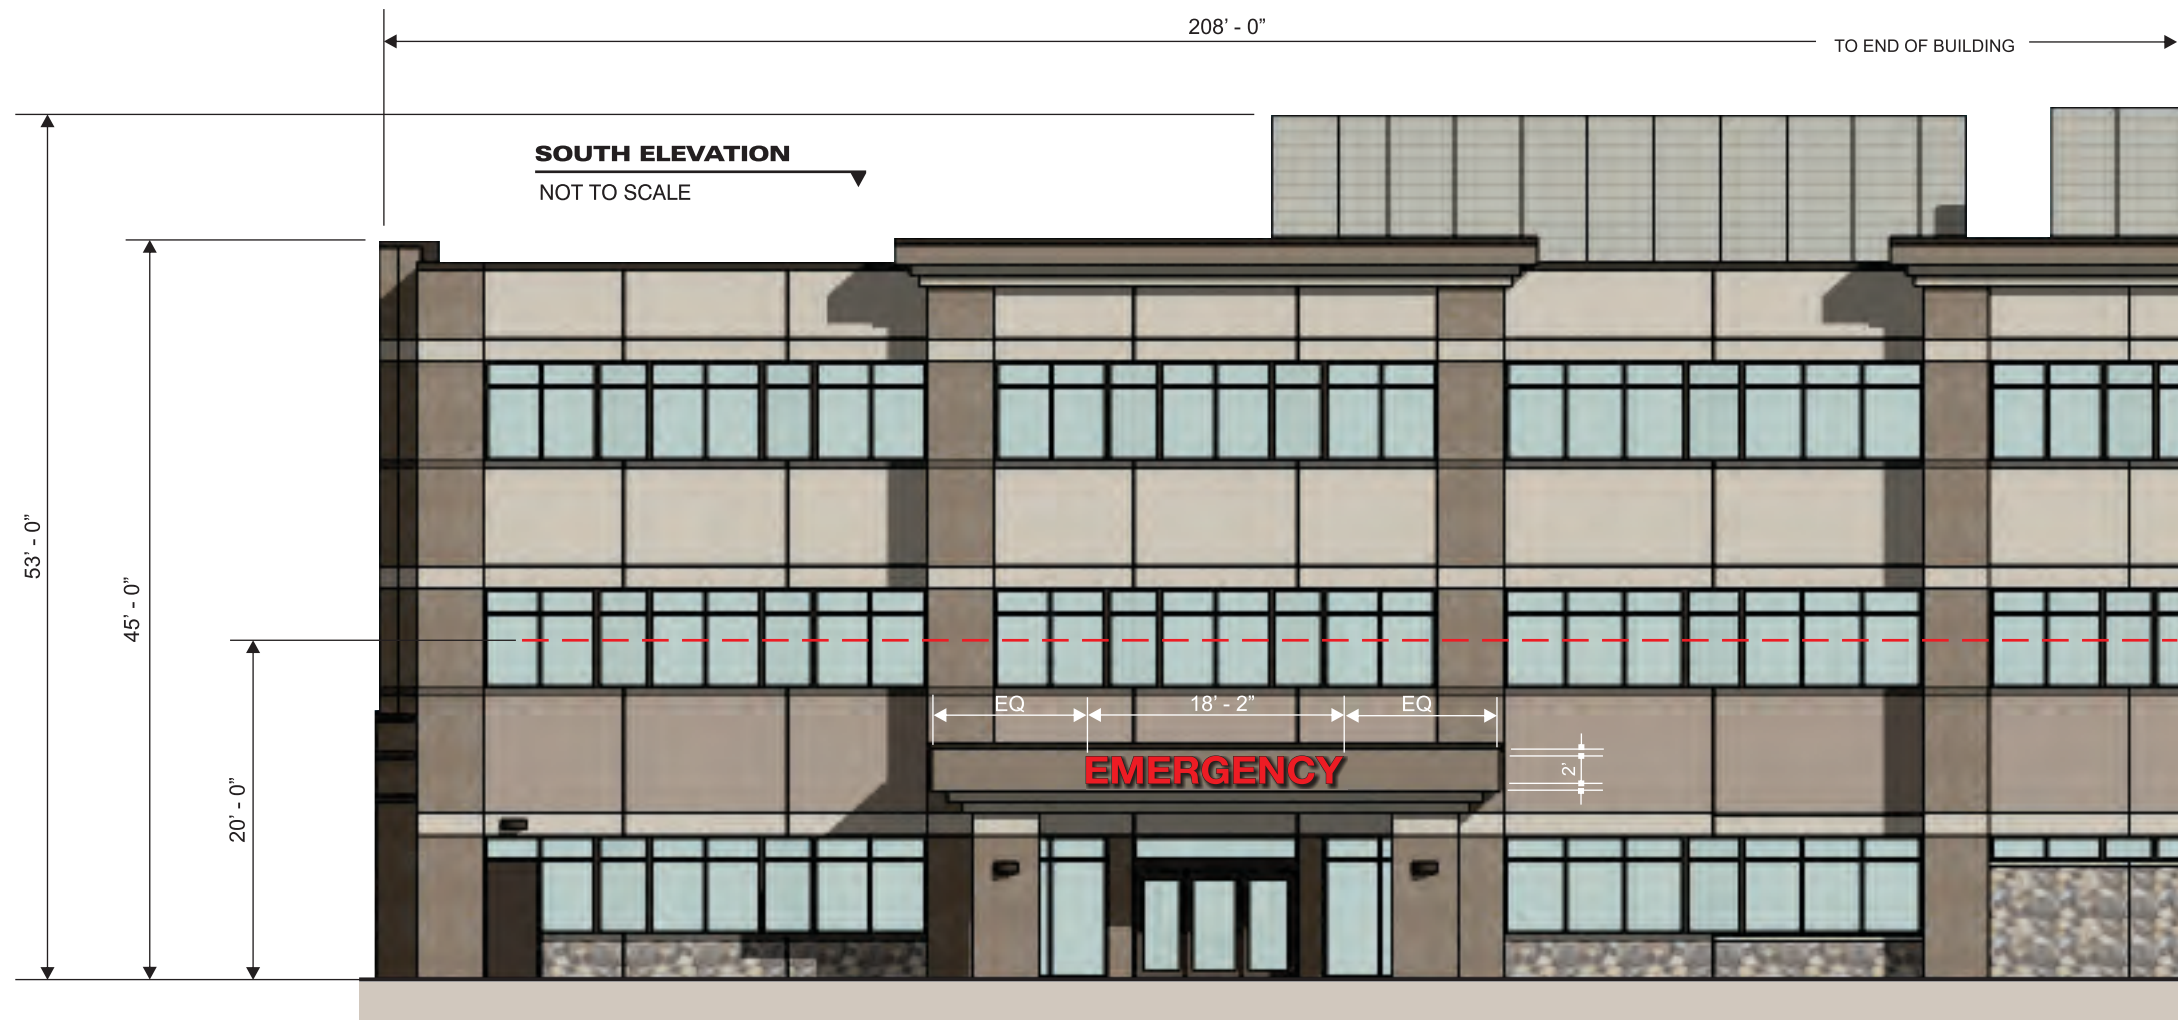 208’ - 0”
TO END OF BUILDING
SOUTH ELEVATION
NOT TO SCALE
53’ - 0”
45’ - 0”
20’ - 0”
EQ
18’ - 2”
EQ
EMERGENCY
2’